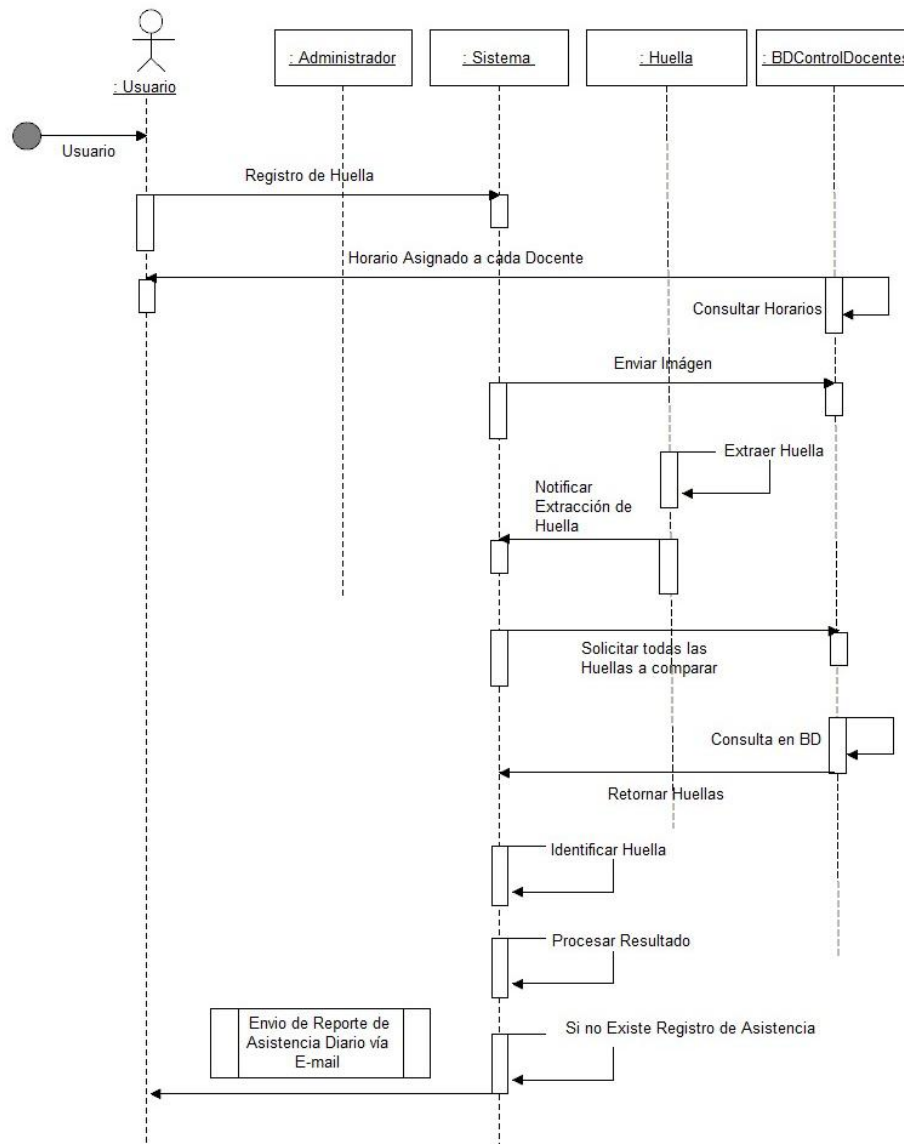 : Usuario
: Administrador
: Sistema
: Huella
: BDControlDocentes
Usuario
Registro de Huella
Horario Asignado a cada Docente
Consultar Horarios
Enviar Imágen
Extraer Huella
Notificar
Extracción de
Huella
Solicitar todas las
Huellas a comparar
Consulta en BD
Retornar Huellas
Identificar Huella
Procesar Resultado
Si no Existe Registro de Asistencia
Envio de Reporte de
Asistencia Diario vía
E-mail